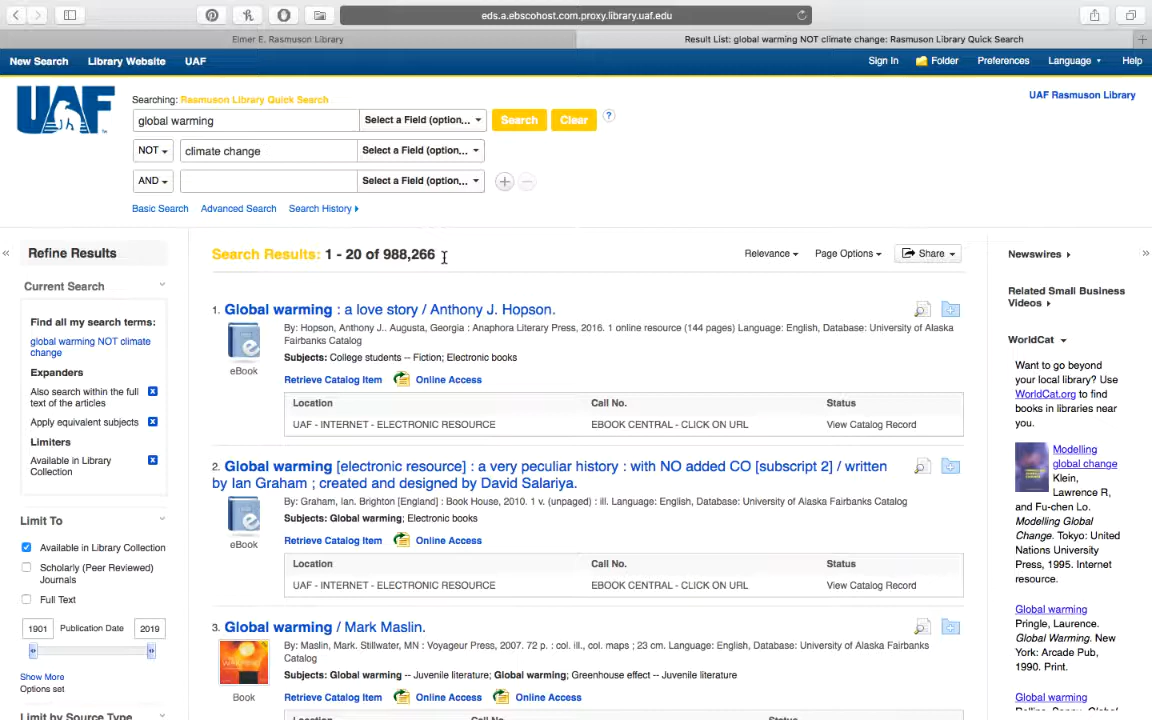 eds.a.ebscohost.com.proxy.library.uaf.edu
Elmer E. Rasmuson Library
Result List: global warming NOT climate change: Rasmuson Library Quick Search
New Search Library Website UAF
Sign In Folder Preferences Language Help
UAF
Searching: Rasmuson Library Quick Search
UAF Rasmuson Library
global warming Select a Field (option... Search Clear ?
NOT climate change Select a Field (option...
AND Select a Field (option...
Basic Search Advanced Search Search History
Refine Results
Current Search
Find all my search terms:
global warming NOT climate
change
Expanders
Also search within the full
text of the articles
Apply equivalent subjects
Limiters
Available in Library
Collection
Limit To
Available in Library Collection
Scholarly (Peer Reviewed)
Journals
Full Text
1901 Publication Date 2019
Show More
Options set
Limit by Source Type
Search Results: 1 - 20 of 988,266
Relevance Page Options Share
1. Global warming : a love story / Anthony J. Hopson.
By: Hopson, Anthony J.. Augusta, Georgia : Anaphora Literary Press, 2016. 1 online resource (144 pages) Language: English, Database: University of Alaska
Fairbanks Catalog
Subjects: College students -- Fiction; Electronic books
eBook
Retrieve Catalog Item Online Access
Location Call No. Status
UAF - INTERNET - ELECTRONIC RESOURCE EBOOK CENTRAL - CLICK ON URL View Catalog Record
2. Global warming [electronic resource] : a very peculiar history : with NO added CO [subscript 2] / written
by Ian Graham ; created and designed by David Salariya.
By: Graham, Ian. Brighton [England] : Book House, 2010. 1 v. (unpaged) : ill. Language: English, Database: University of Alaska Fairbanks Catalog
Subjects: Global warming; Electronic books
eBook
Retrieve Catalog Item Online Access
Location Call No. Status
UAF - INTERNET - ELECTRONIC RESOURCE EBOOK CENTRAL - CLICK ON URL View Catalog Record
3. Global warming / Mark Maslin.
By: Maslin, Mark. Stillwater, MN : Voyageur Press, 2007. 72 p. : col. ill., col. maps ; 23 cm. Language: English, Database: University of Alaska Fairbanks
Catalog
Subjects: Global warming -- Juvenile literature; Global warming; Greenhouse effect -- Juvenile literature
Book
Retrieve Catalog Item Online Access Online Access
Location Call No. Status
Newswires
Related Small Business
Videos
WorldCat
Want to go beyond
your local library? Use
WorldCat.org to find
books in libraries near
you.
Modelling
global change
Klein,
Lawrence R,
and Fu-chen Lo.
Modelling Global
Change. Tokyo: United
Nations University
Press, 1995. Internet
resource.
Global warming
Pringle, Laurence.
Global Warming. New
York: Arcade Pub,
1990. Print.
Global warming